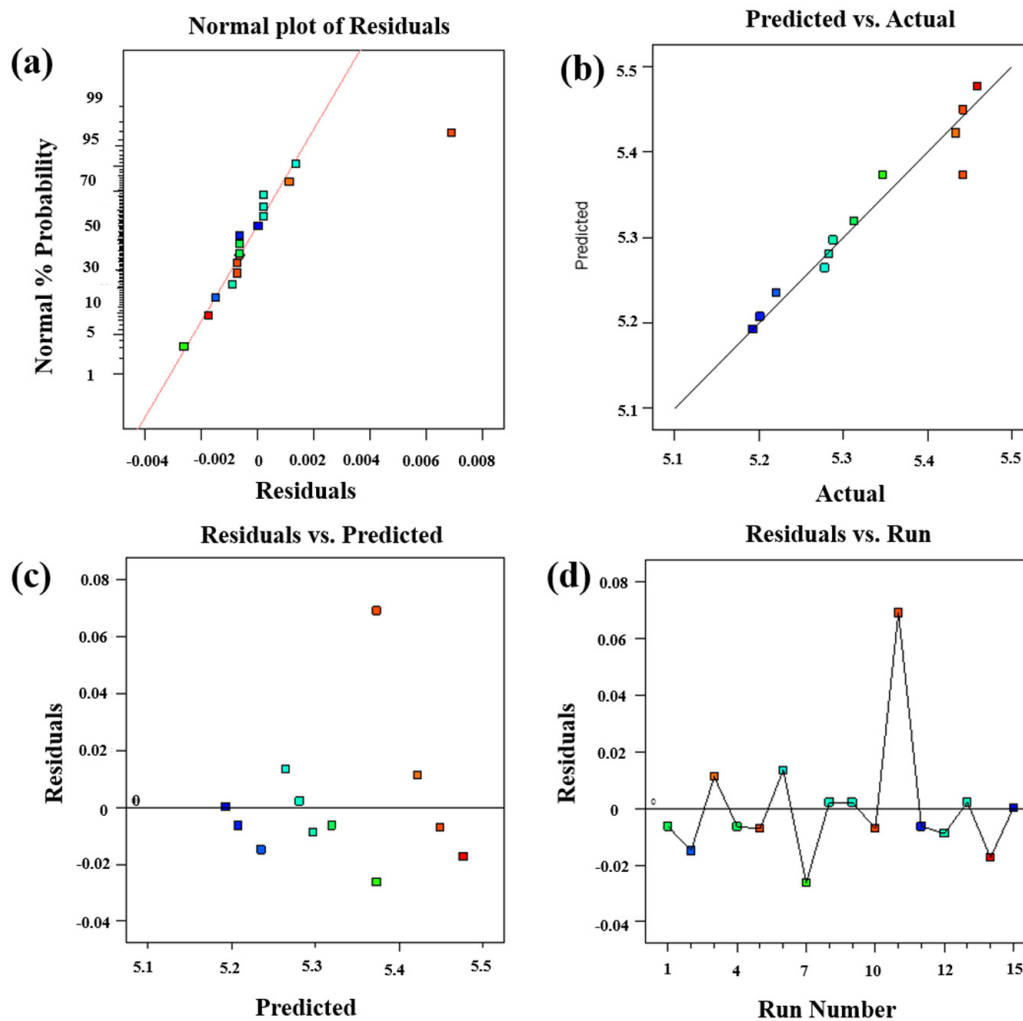 Normal plot of Residuals
(a)
Normal % Probability
99
95
70
50
30
10
5
1
-0.004 -0.002 0 0.002 0.004 0.006 0.008
Residuals
Predicted vs. Actual
(b)
Predicted
5.5
5.4
5.3
5.2
5.1
5.1 5.2 5.3 5.4 5.5
Actual
Residuals vs. Predicted
(c)
Residuals
0.08
0.06
0.04
0.02
0
-0.02
-0.04
0
5.1 5.2 5.3 5.4 5.5
Predicted
Residuals vs. Run
(d)
Residuals
0.08
0.06
0.04
0.02
0
-0.02
-0.04
0
1 4 7 10 12 15
Run Number